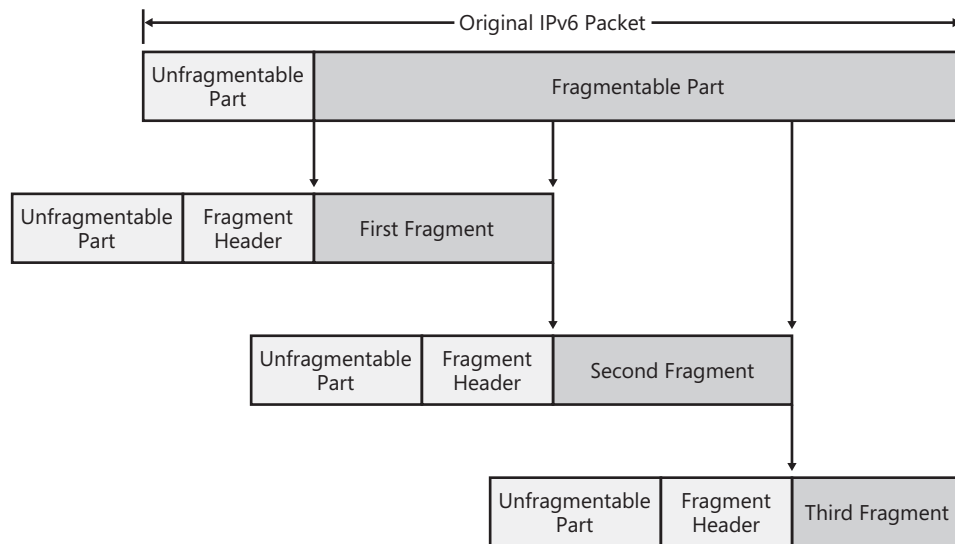 Original IPv6 Packet
Unfragmentable
Part
Fragmentable Part
Unfragmentable
Part
Fragment
Header
First Fragment
Unfragmentable
Part
Fragment
Header
Second Fragment
Unfragmentable
Part
Fragment
Header
Third Fragment